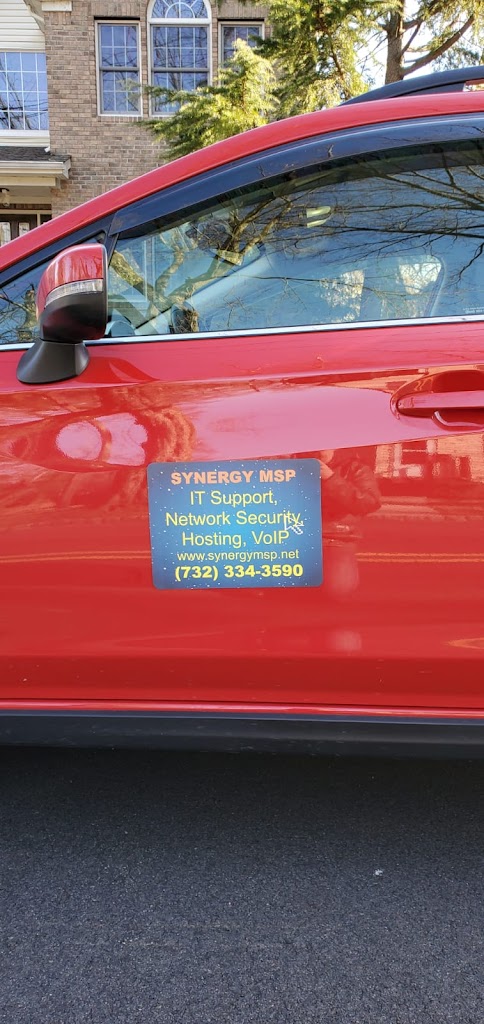 SYNERGY MSP
IT Support,
Network Security,
Hosting, VoIP
www.synergymsp.net
(732) 334-3590